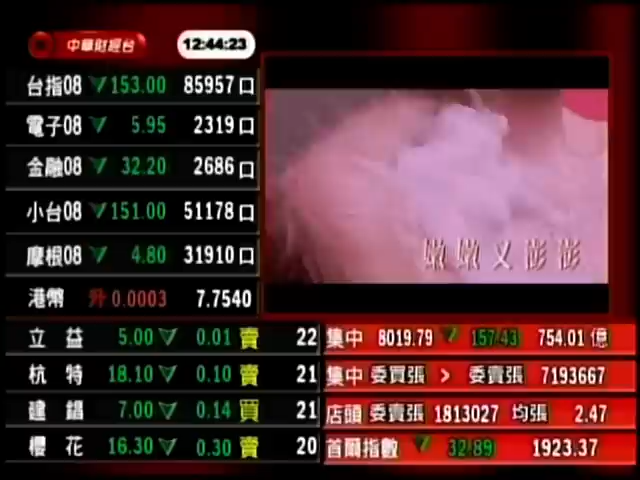 中華財經台 12:44:23
台指08 ▽153.00 85957口
電子08 ▽ 5.95 2319口
金融08 ▽ 32.20 2686口
小台08 ▽151.00 51178口
摩根08 ▽ 4.80 31910口
港幣 升 0.0003 7.7540
嫩嫩又澎澎
立益 5.00▽ 0.01 賣 22
杭特 18.10▽ 0.10 賣 21
建錩 7.00▽ 0.14 買 21
櫻花 16.30▽ 0.30 賣 20
集中 8019.79 ▽ 157.43 754.01 億
集中 委買張 > 委賣張 7193667
店頭 委賣張 1813027 均張 2.47
首爾指數 ▽ 32.89 1923.37